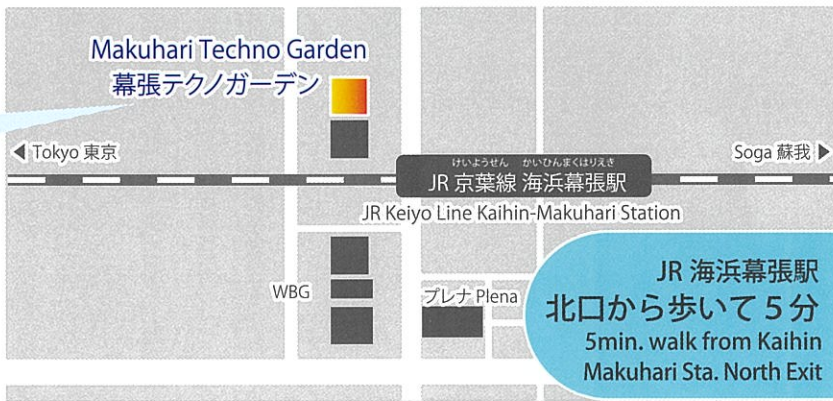 Makuhari Techno Garden
幕張テクノガーデン
◀ Tokyo 東京
Soga 蘇我 ▶
けいようせん かいひんまくはりえき
JR 京葉線 海浜幕張駅
JR Keiyo Line Kaihin-Makuhari Station
WBG
プレナ Plena
JR 海浜幕張駅
北口から歩いて 5 分
5min. walk from Kaihin
Makuhari Sta. North Exit